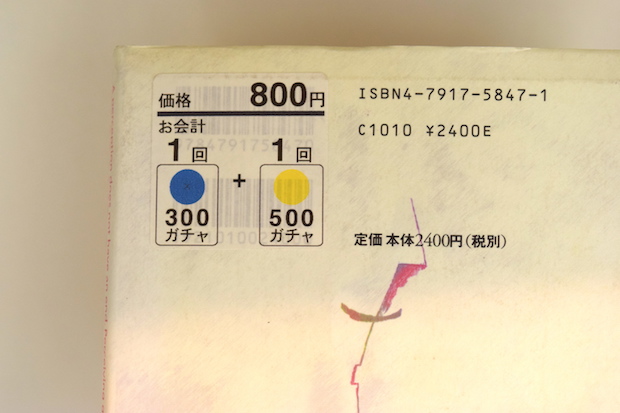 価格 800円
お会計
1回 + 1回
300 500
ガチャ ガチャ
ISBN4-7917-5847-1
C1010 ¥2400E
定価 本体2400円(税別)